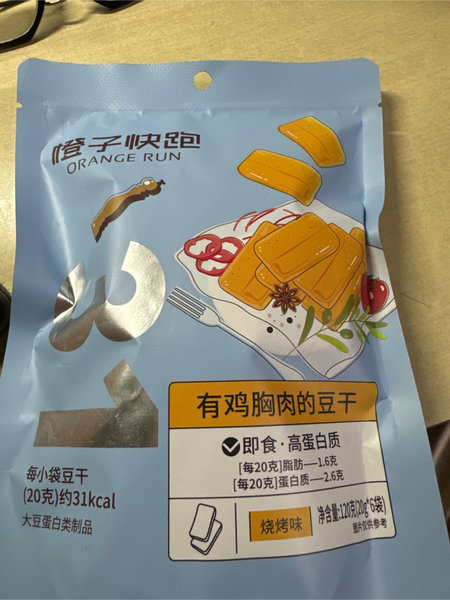 橙子快跑
ORANGE RUN
31
有鸡胸肉的豆干
即食·高蛋白质
[每20克]脂肪—1.6克
[每20克]蛋白质—2.6克
每小袋豆干
(20克)约31kcal
大豆蛋白类制品
烧烤味
净含量:120克(20g*6袋)
图片仅供参考